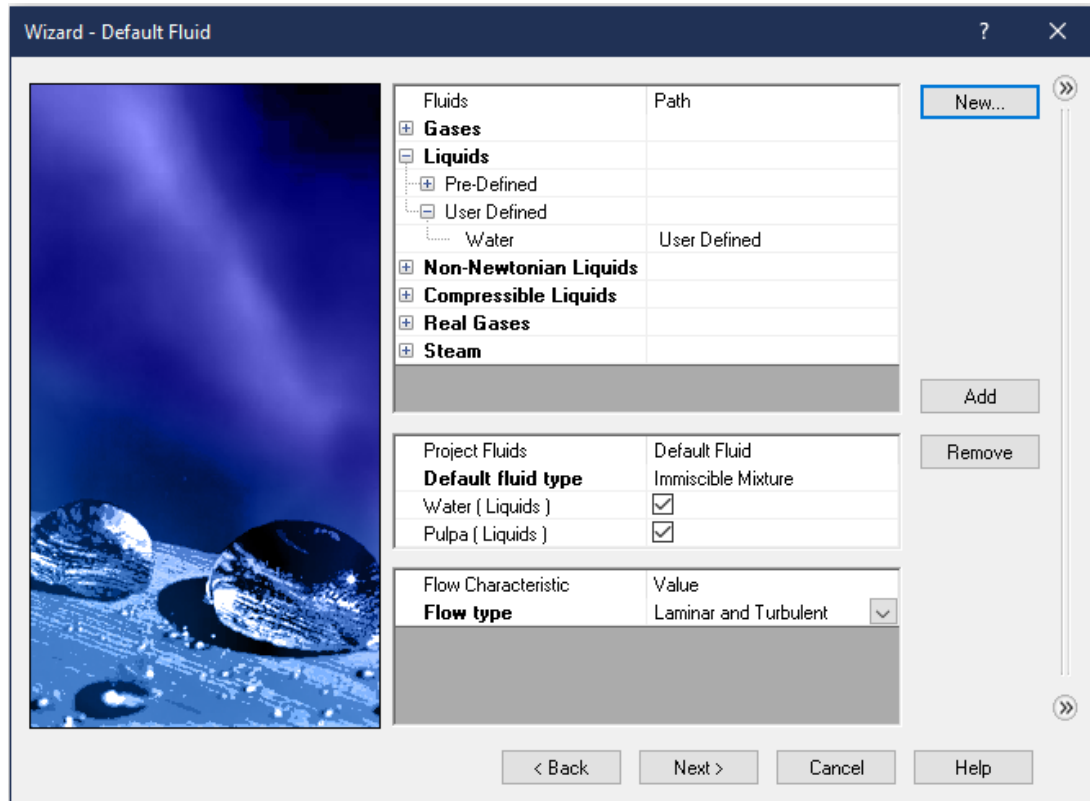 Wizard - Default Fluid ?
Fluids Path
Gases
Liquids
Pre-Defined
User Defined
Water User Defined
Non-Newtonian Liquids
Compressible Liquids
Real Gases
Steam
New...
Add
Remove
Project Fluids Default Fluid
Default fluid type Immiscible Mixture
Water ( Liquids )
Pulpa ( Liquids )
Flow Characteristic Value
Flow type Laminar and Turbulent
< Back Next > Cancel Help